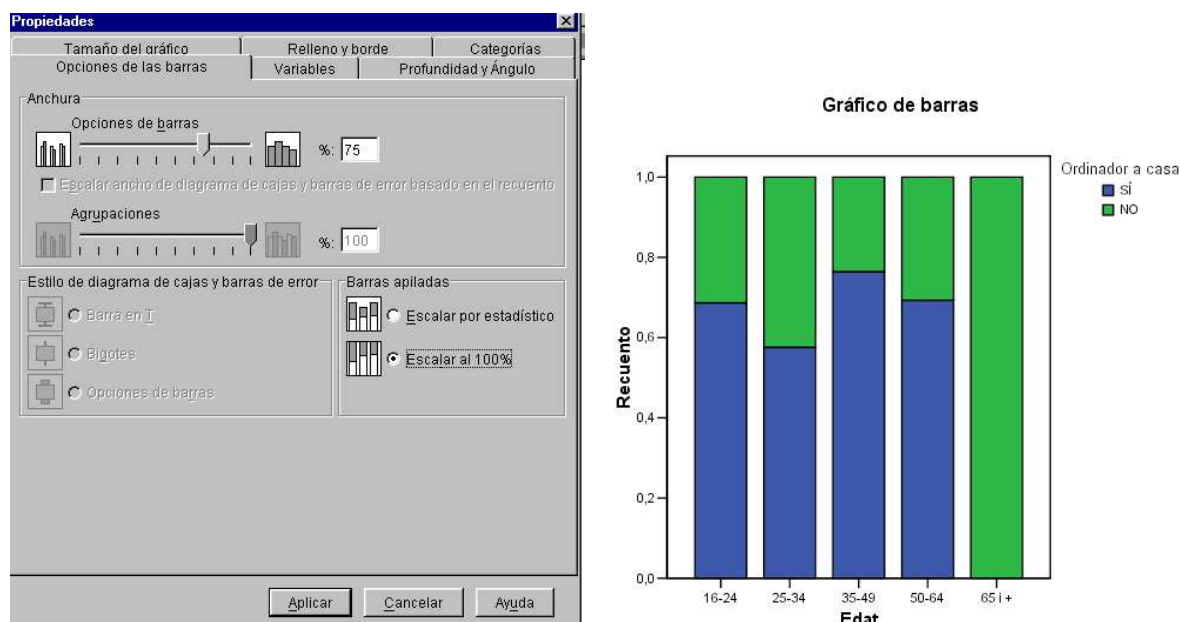 Propiedades
Tamaño del gráfico Relleno y borde Categorías
Opciones de las barras Variables Profundidad y Ángulo
Anchura
Opciones de barras
%: 75
Escalar ancho de diagrama de cajas y barras de error basado en el recuento
Agrupaciones
%: 100
Estilo de diagrama de cajas y barras de error
Barra en T
Bigotes
Opciones de barras
Barras apiladas
Escalar por estadístico
Escalar al 100%
Aplicar Cancelar Ayuda
Gráfico de barras
Ordinador a casa
SÍ
NO
Recuento
1,0
0,8
0,6
0,4
0,2
0,0
16-24 25-34 35-49 50-64 65 i +
Edat